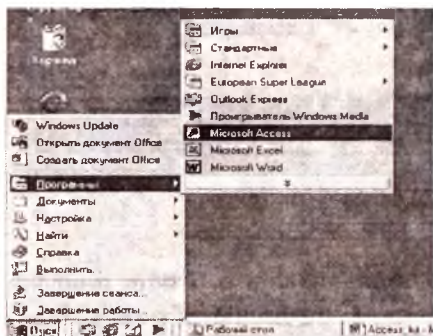 Корзина
Windows Update
Открыть документ Office
Создать документ Office
Программы
Документы
Настройка
Найти
Справка
Выполнить...
Завершение сеанса...
Завершение работы...
Игры
Стандартные
Internet Explorer
European Super League
Outlook Express
Проигрыватель Windows Media
Microsoft Access
Microsoft Excel
Microsoft Word
Пуск
Рабочий стол